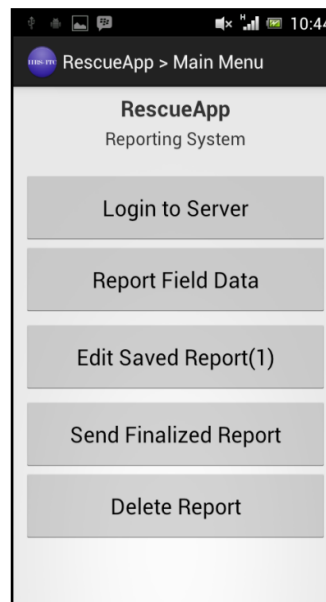 H 10:44
RescueApp > Main Menu
RescueApp
Reporting System
Login to Server
Report Field Data
Edit Saved Report(1)
Send Finalized Report
Delete Report